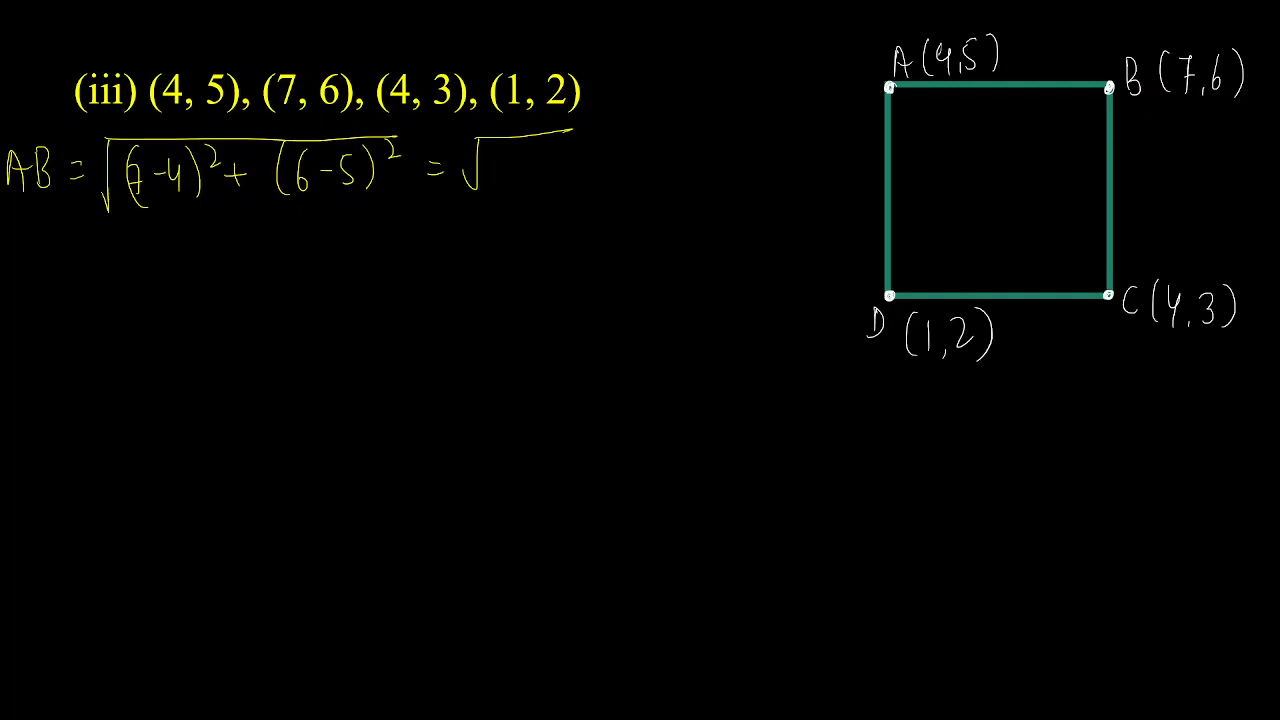 A(4,5)
B (7,6)
(iii) (4, 5), (7, 6), (4, 3), (1, 2)
AB = √(7-4)² + (6-5)² = √
C(4,3)
D (1,2)